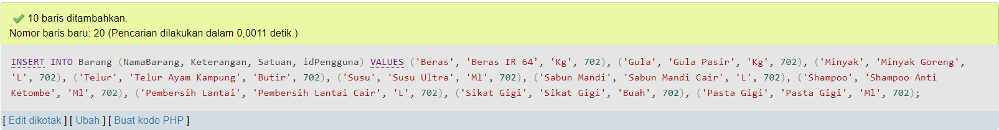 10 baris ditambahkan.
Nomor baris baru: 20 (Pencarian dilakukan dalam 0,0011 detik.)
INSERT INTO Barang (NamaBarang, Keterangan, Satuan, idPengguna) VALUES ('Beras', 'Beras IR 64', 'Kg', 702), ('Gula', 'Gula Pasir', 'Kg', 702), ('Minyak', 'Minyak Goreng',
'L', 702), ('Telur', 'Telur Ayam Kampung', 'Butir', 702), ('Susu', 'Susu Ultra', 'Ml', 702), ('Sabun Mandi', 'Sabun Mandi Cair', 'L', 702), ('Shampoo', 'Shampoo Anti
Ketombe', 'Ml', 702), ('Pembersih Lantai', 'Pembersih Lantai Cair', 'L', 702), ('Sikat Gigi', 'Sikat Gigi', 'Buah', 702), ('Pasta Gigi', 'Pasta Gigi', 'Ml', 702);
[ Edit dikotak ] [ Ubah ] [ Buat kode PHP ]